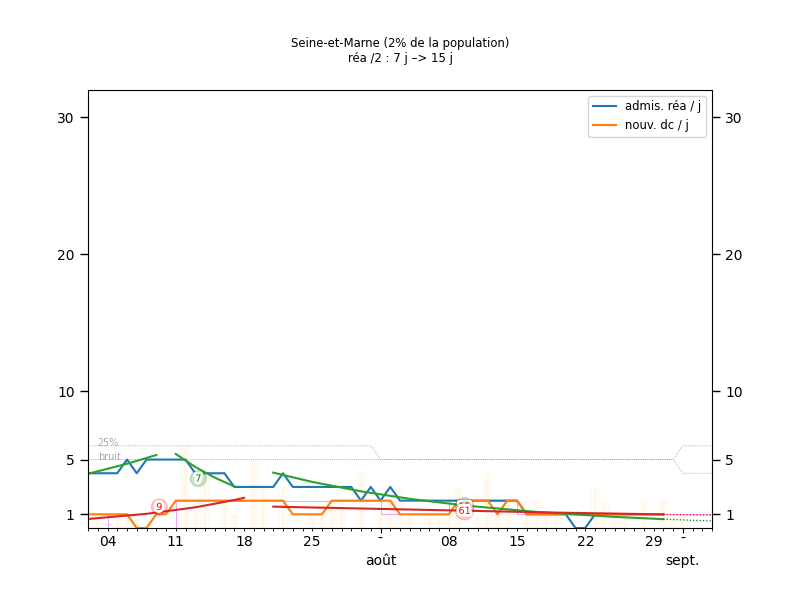 Seine-et-Marne (2% de la population)
réa /2 : 7 j –> 15 j
admis. réa / j
nouv. dc / j
30 30
20 20
10 10
25%
bruit
5 5
7
9
61
1 1
04 11 18 25 - 08 15 22 29 -
août sept.